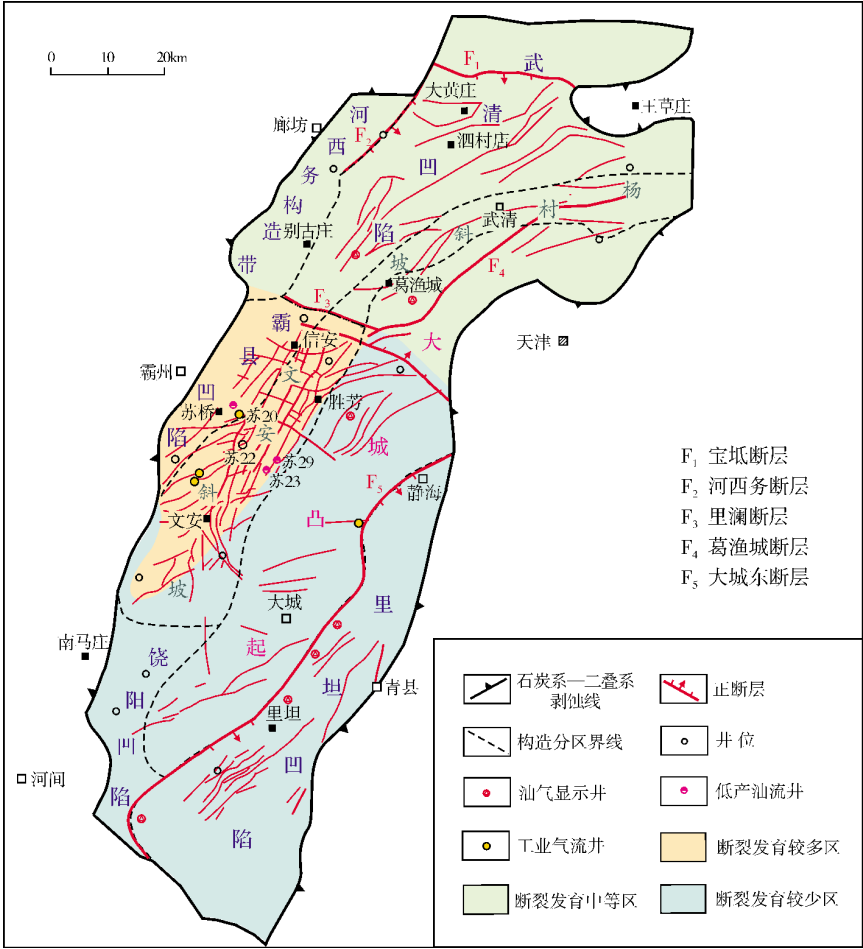 0 10 20km
F₁
武
大黄庄
清
王草庄
河
廊坊
F₂
西
泗村店
务
凹
杨
构
武清
村
造
别古庄
陷
斜
带
坡
F₄
葛渔城
F₃
霸
大
信安
天津
县
文
霸州
凹
胜芳
苏桥
苏20
陷
安
城
苏22
苏29
F₅
苏23
静海
斜
文安
凸
坡
大城
里
南马庄
饶
起
阳
坦
青县
里坦
凹
凹
河间
陷
陷
F₁ 宝坻断层
F₂ 河西务断层
F₃ 里澜断层
F₄ 葛渔城断层
F₅ 大城东断层
石炭系—二叠系
剥蚀线
正断层
构造分区界线
井位
油气显示井
低产油流井
工业气流井
断裂发育较多区
断裂发育中等区
断裂发育较少区